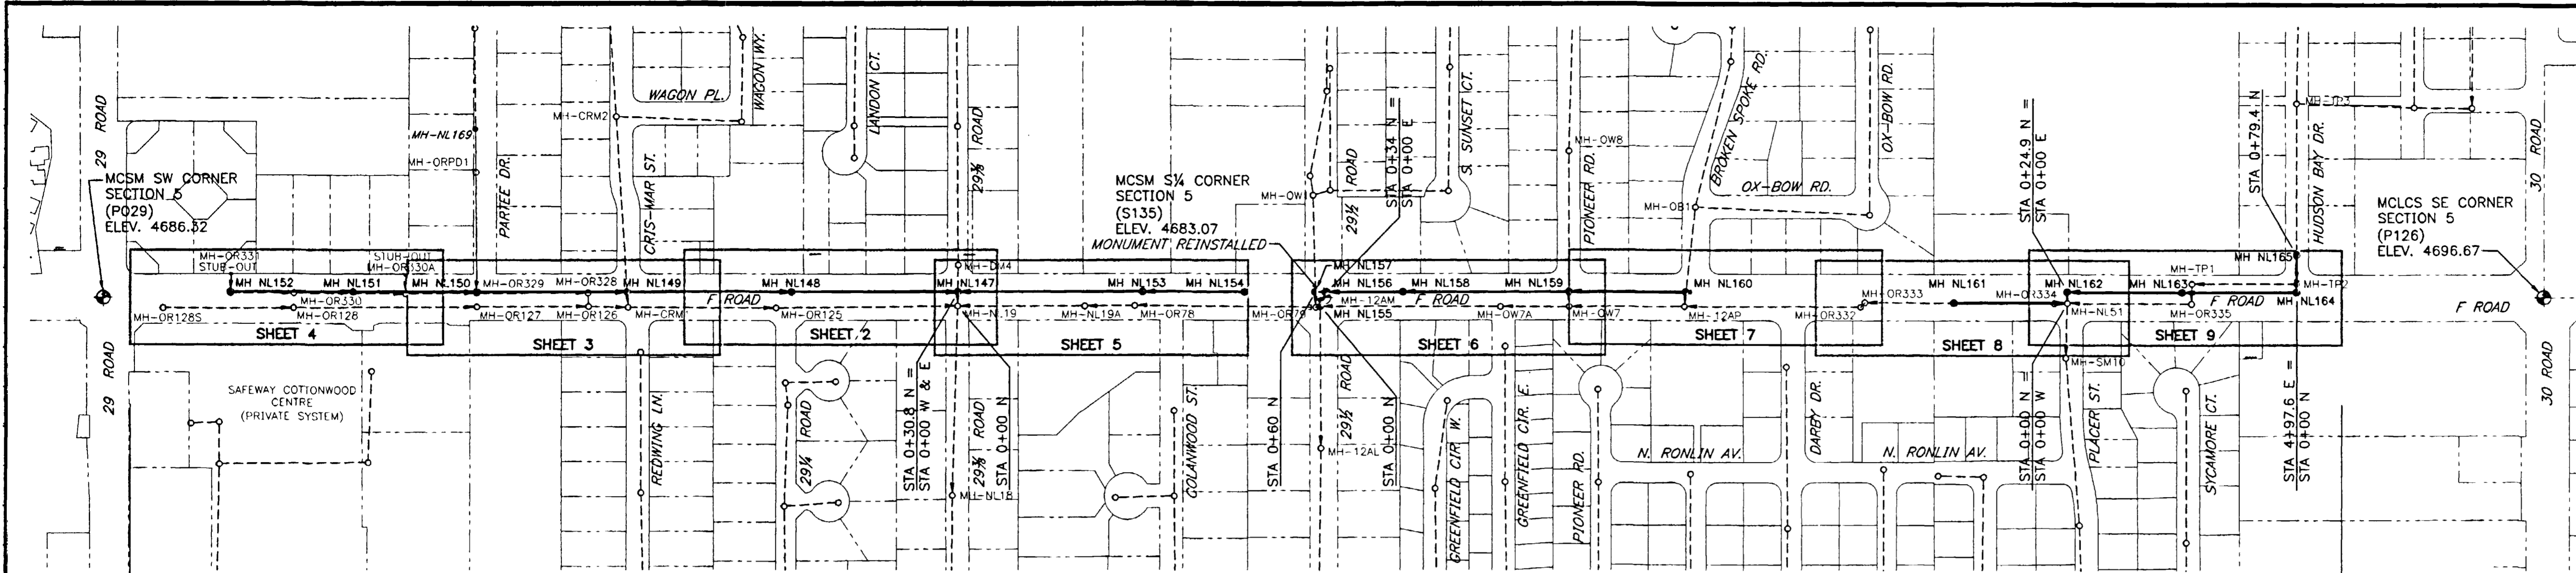 29 ROAD
MCSM SW CORNER
SECTION 5
(P029)
ELEV. 4686.32
MH-NL169
MH-ORPD1
PARTEE DR.
MH-CRM2
WAGON PL.
WAGON WY.
CRIS-MAR ST.
LANDON CT.
29⅜ ROAD
MCSM S¼ CORNER
SECTION 5
(S135)
ELEV. 4683.07
MONUMENT REINSTALLED
MH-OW1
29½ ROAD
STA 0+34 N =
STA 0+00 E
S. SUNSET CT.
MH-OW8
PIONEER RD.
MH-OB1
BROKEN SPOKE RD.
OX-BOW RD.
OX-BOW RD.
STA 0+24.9 N =
STA 0+00 E
STA 0+79.4 N
MH-TP3
HUDSON BAY DR.
MCLCS SE CORNER
SECTION 5
(P126)
ELEV. 4696.67
30 ROAD
MH-OR331
STUB-OUT
STUB-OUT
MH-OR330A
MH NL152
MH NL151
MH NL150
MH-OR329
MH-OR328
MH NL149
F ROAD
MH NL148
MH NL147
MH-DM4
MH NL153
MH NL154
MH NL157
MH NL156
MH NL158
MH NL159
MH NL160
MH NL161
MH NL162
MH NL163
MH-TP1
MH NL165
MH-TP2
MH NL164
MH-OR128S
MH-OR330
MH-OR128
MH-OR127
MH-OR126
MH-CRM1
MH-OR125
MH-NL19
MH-NL19A
MH-OR78
MH-OR79
MH-12AM
MH NL155
F ROAD
MH-OW7A
MH-OW7
MH-12AP
MH-OR332
MH-OR333
MH-OR334
MH-NL51
MH-OR335
F ROAD
F ROAD
SHEET 4
SHEET 3
SHEET 2
SHEET 5
SHEET 6
SHEET 7
SHEET 8
SHEET 9
29 ROAD
SAFEWAY COTTONWOOD
CENTRE
(PRIVATE SYSTEM)
REDWING LN.
29¼ ROAD
STA 0+30.8 N =
STA 0+00 W & E
29⅜ ROAD
STA 0+00 N
MH-NL18
COLANWOOD ST.
STA 0+60 N
29½ ROAD
MH-12AL
STA 0+00 N
GREENFIELD CIR. W.
GREENFIELD CIR. E.
PIONEER RD.
N. RONLIN AV.
DARBY DR.
N. RONLIN AV.
STA 0+00 N =
STA 0+00 W
MH-SM10
PLACER ST.
SYCAMORE CT.
STA 4+97.6 E =
STA 0+00 N
30 ROAD